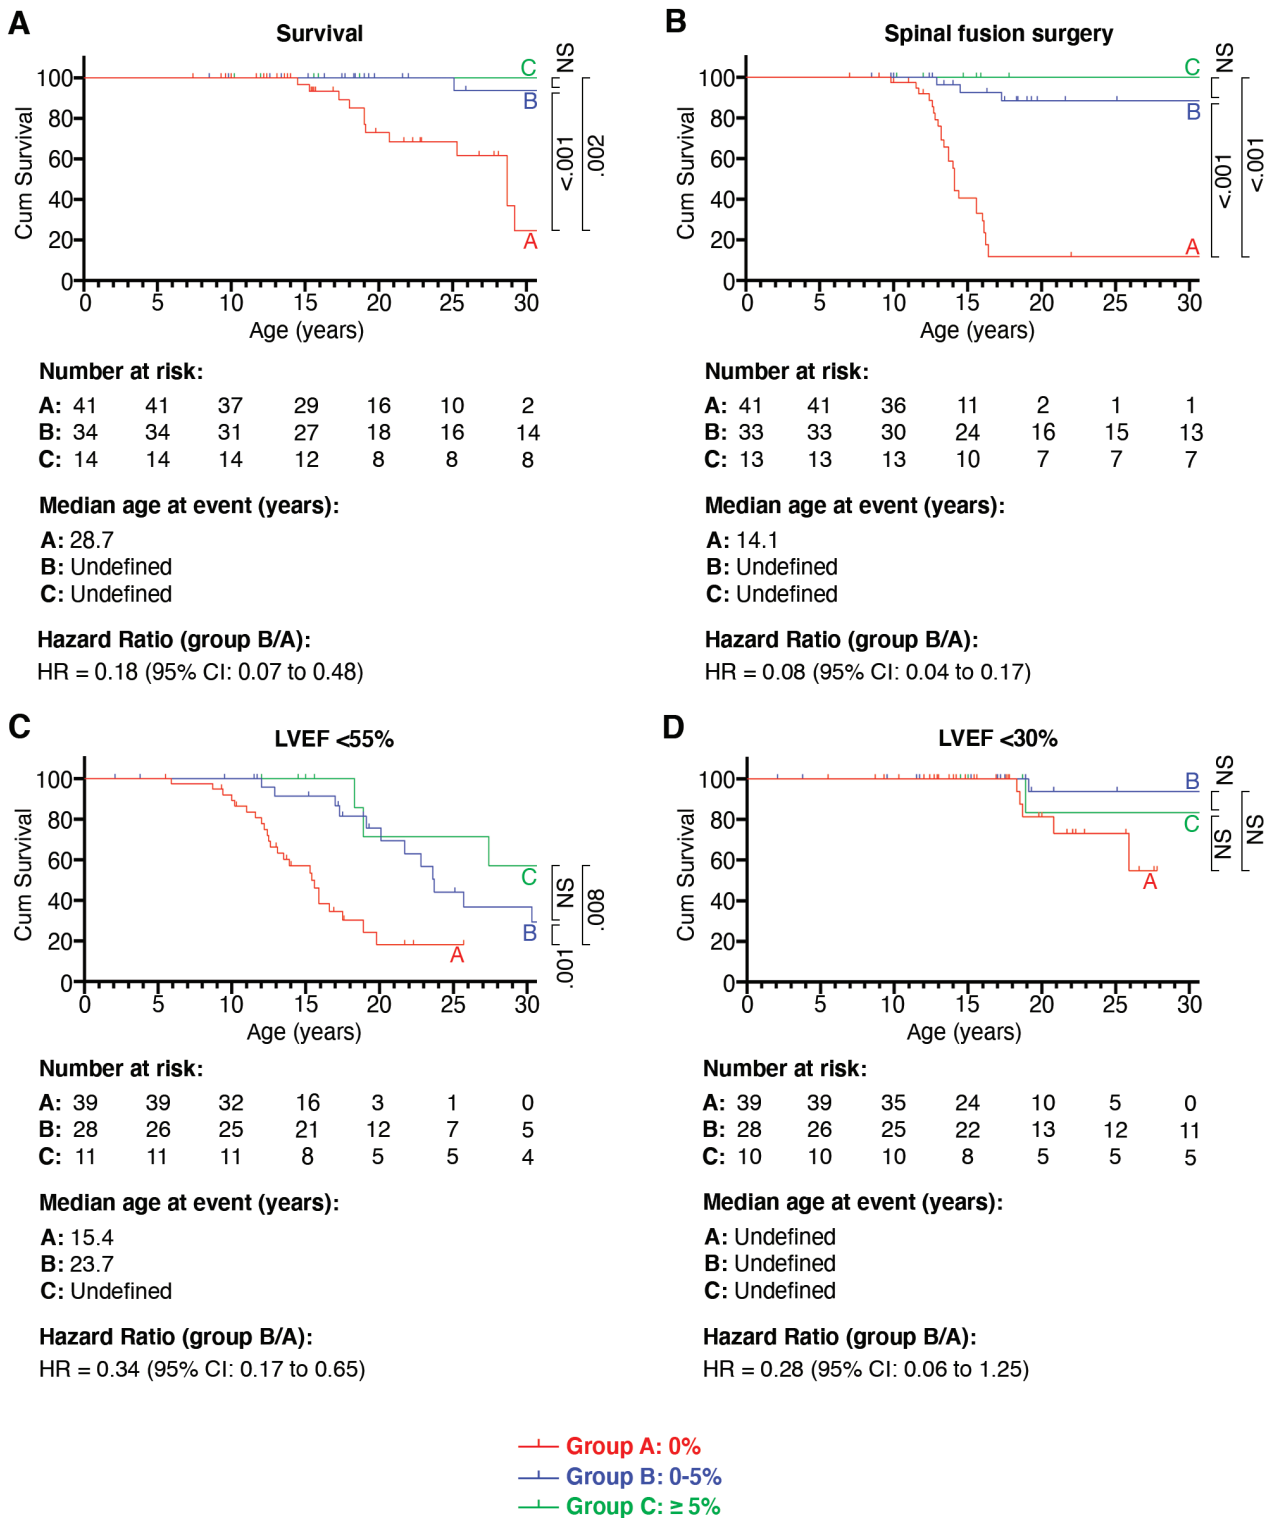 A
Survival
Cum Survival
100
80
60
40
20
0
0 5 10 15 20 25 30
Age (years)
C
B
A
NS
<.001
.002
Number at risk:
A: 41 41 37 29 16 10 2
B: 34 34 31 27 18 16 14
C: 14 14 14 12 8 8 8
Median age at event (years):
A: 28.7
B: Undefined
C: Undefined
Hazard Ratio (group B/A):
HR = 0.18 (95% CI: 0.07 to 0.48)
B
Spinal fusion surgery
Cum Survival
100
80
60
40
20
0
0 5 10 15 20 25 30
Age (years)
C
B
A
NS
<.001
<.001
Number at risk:
A: 41 41 36 11 2 1 1
B: 33 33 30 24 16 15 13
C: 13 13 13 10 7 7 7
Median age at event (years):
A: 14.1
B: Undefined
C: Undefined
Hazard Ratio (group B/A):
HR = 0.08 (95% CI: 0.04 to 0.17)
C
LVEF <55%
Cum Survival
100
80
60
40
20
0
0 5 10 15 20 25 30
Age (years)
C
B
A
NS
.001
.008
Number at risk:
A: 39 39 32 16 3 1 0
B: 28 26 25 21 12 7 5
C: 11 11 11 8 5 5 4
Median age at event (years):
A: 15.4
B: 23.7
C: Undefined
Hazard Ratio (group B/A):
HR = 0.34 (95% CI: 0.17 to 0.65)
D
LVEF <30%
Cum Survival
100
80
60
40
20
0
0 5 10 15 20 25 30
Age (years)
B
C
A
NS
NS
NS
Number at risk:
A: 39 39 35 24 10 5 0
B: 28 26 25 22 13 12 11
C: 10 10 10 8 5 5 5
Median age at event (years):
A: Undefined
B: Undefined
C: Undefined
Hazard Ratio (group B/A):
HR = 0.28 (95% CI: 0.06 to 1.25)
Group A: 0%
Group B: 0-5%
Group C: ≥ 5%